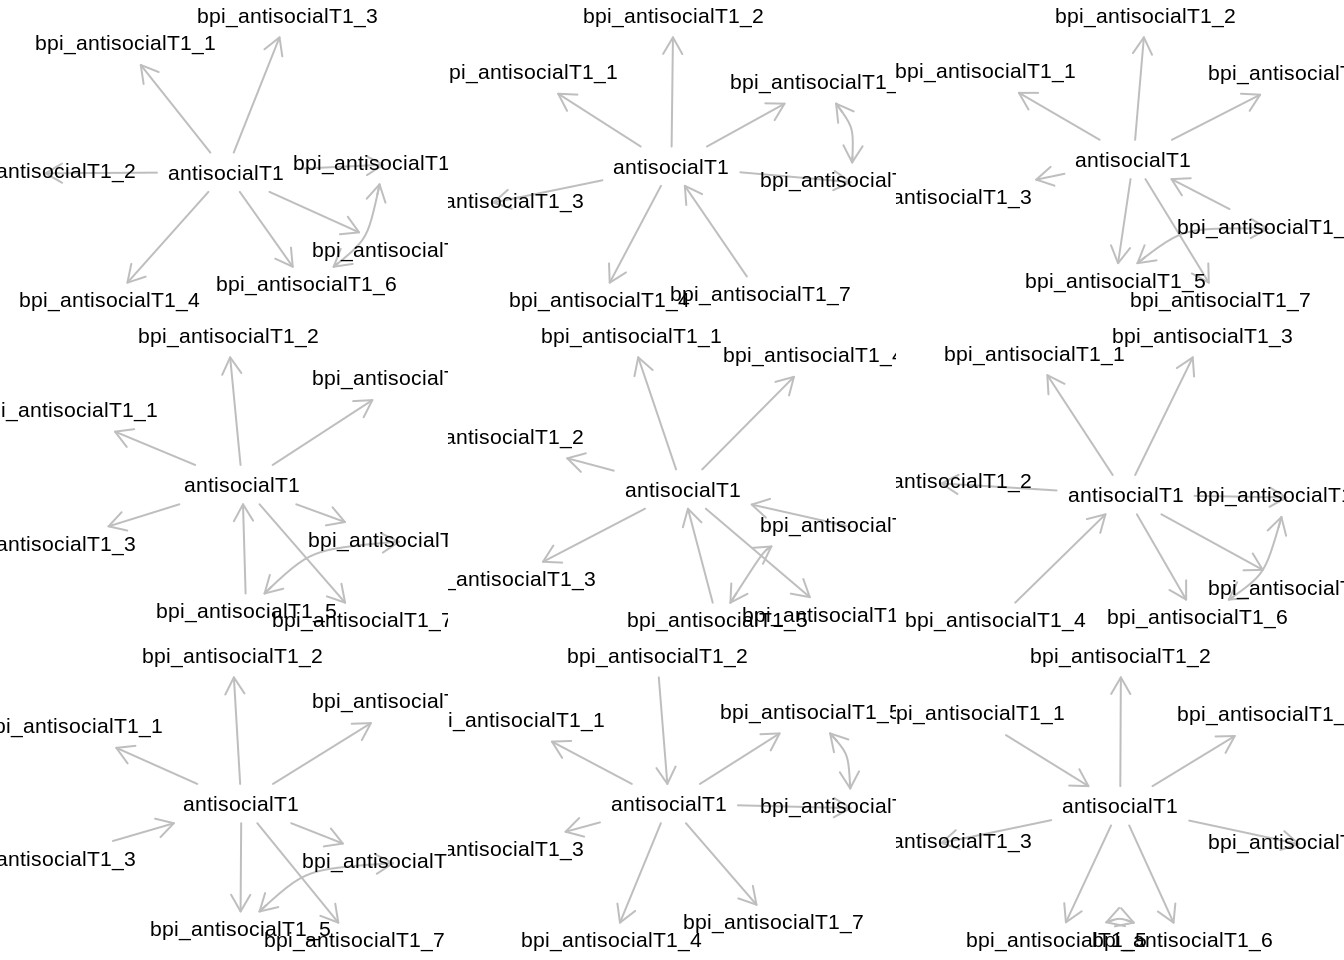 bpi_antisocialT1_3
bpi_antisocialT1_1
antisocialT1_2
antisocialT1
bpi_antisocialT1
bpi_antisocialT
bpi_antisocialT1_6
bpi_antisocialT1_4
bpi_antisocialT1_2
pi_antisocialT1_1
bpi_antisocialT1_
antisocialT1
bpi_antisocialT
antisocialT1_3
bpi_antisocialT1_4
bpi_antisocialT1_7
bpi_antisocialT1_2
bpi_antisocialT1_1
bpi_antisocialT
antisocialT1
antisocialT1_3
bpi_antisocialT1_
bpi_antisocialT1_5
bpi_antisocialT1_7
bpi_antisocialT1_2
bpi_antisocialT
i_antisocialT1_1
antisocialT1
antisocialT1_3
bpi_antisocialT
bpi_antisocialT1_5
bpi_antisocialT1_7
bpi_antisocialT1_1
bpi_antisocialT1_4
antisocialT1_2
antisocialT1
bpi_antisocialT
_antisocialT1_3
bpi_antisocialT1_5
bpi_antisocialT1
bpi_antisocialT1_3
bpi_antisocialT1_1
antisocialT1_2
antisocialT1
bpi_antisocialT1
bpi_antisocialT
bpi_antisocialT1_6
bpi_antisocialT1_4
bpi_antisocialT1_2
bpi_antisocialT
pi_antisocialT1_1
antisocialT1
antisocialT1_3
bpi_antisocialT
bpi_antisocialT1_5
bpi_antisocialT1_7
bpi_antisocialT1_2
i_antisocialT1_1
bpi_antisocialT1_5
antisocialT1
bpi_antisocialT
antisocialT1_3
bpi_antisocialT1_7
bpi_antisocialT1_4
bpi_antisocialT1_2
pi_antisocialT1_1
bpi_antisocialT1_
antisocialT1
antisocialT1_3
bpi_antisocialT
bpi_antisocialT1_5
bpi_antisocialT1_6